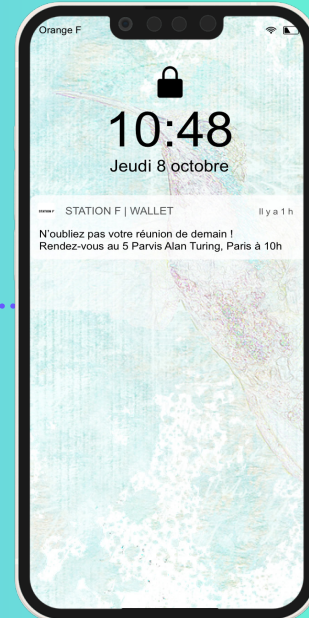 Orange F
10:48
Jeudi 8 octobre
STATION F STATION F | WALLET Il y a 1 h
N'oubliez pas votre réunion de demain !
Rendez-vous au 5 Parvis Alan Turing, Paris à 10h